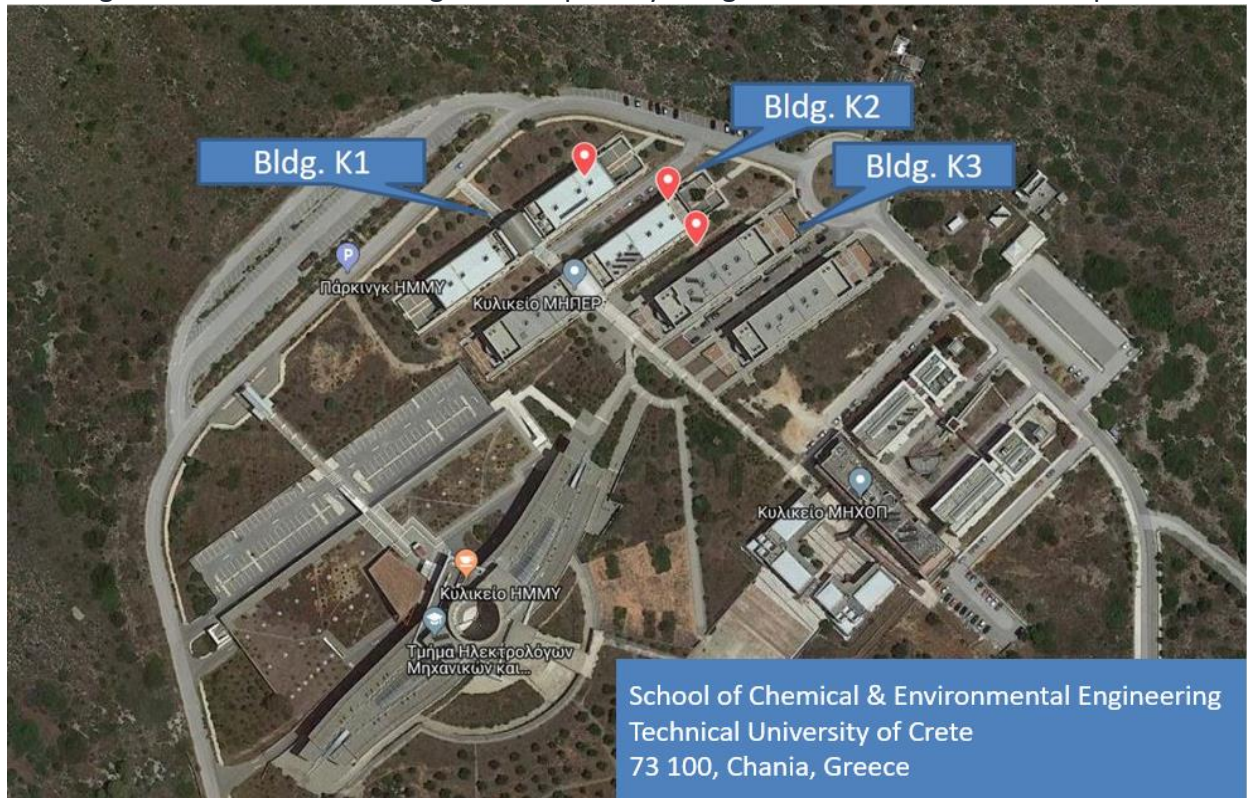 Bldg. K2
Bldg. K1
Bldg. K3
P
Πάρκινγκ ΗΜΜΥ
Κυλικείο ΜΗΠΕΡ
Κυλικείο ΜΗΧΟΠ
Κυλικείο ΗΜΜΥ
Τμήμα Ηλεκτρολόγων
Μηχανικών και...
School of Chemical & Environmental Engineering
Technical University of Crete
73 100, Chania, Greece